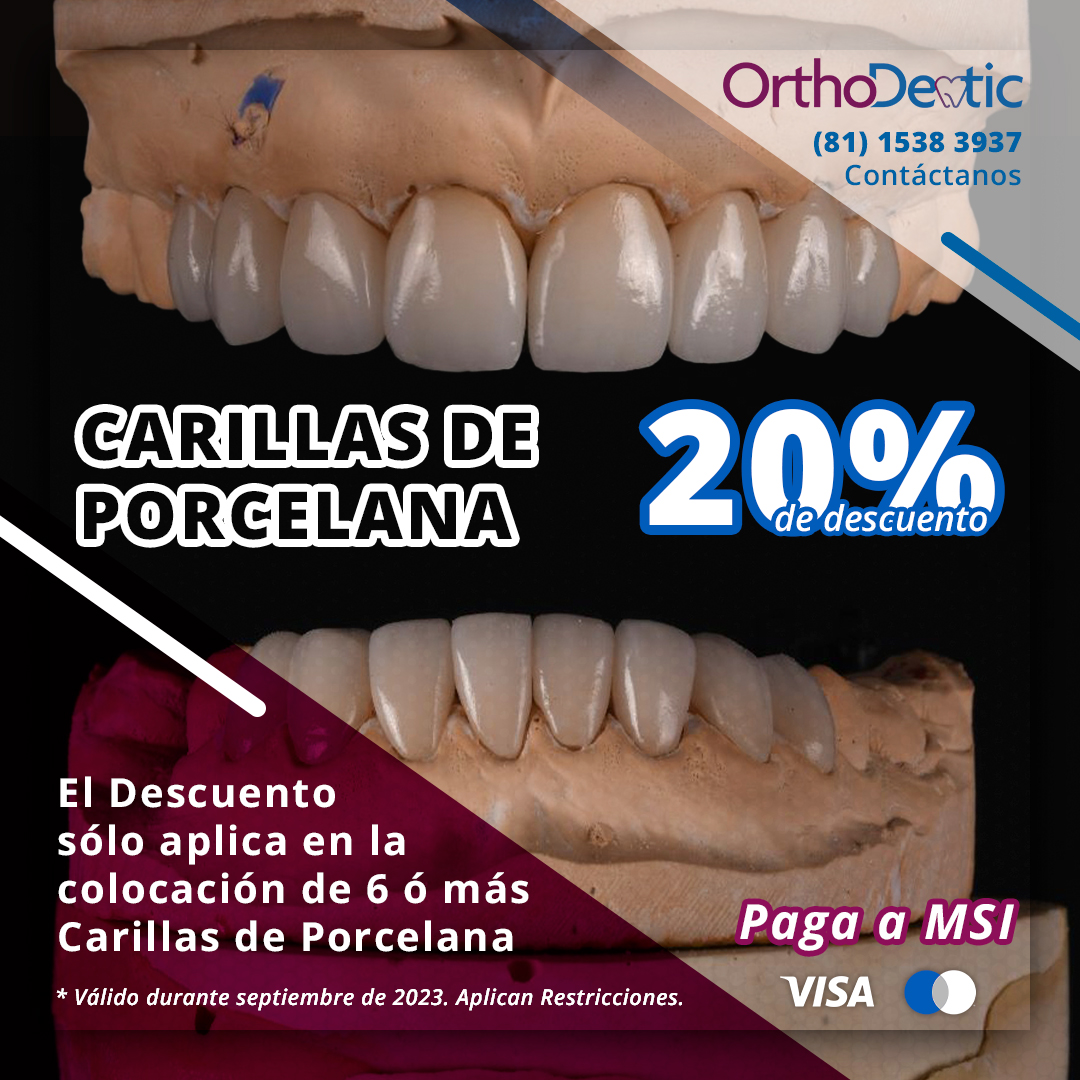 OrthoDentic
(81) 1538 3937
Contáctanos
CARILLAS DE
PORCELANA
20%
de descuento
El Descuento
sólo aplica en la
colocación de 6 ó más
Carillas de Porcelana
* Válido durante septiembre de 2023. Aplican Restricciones.
Paga a MSI
VISA